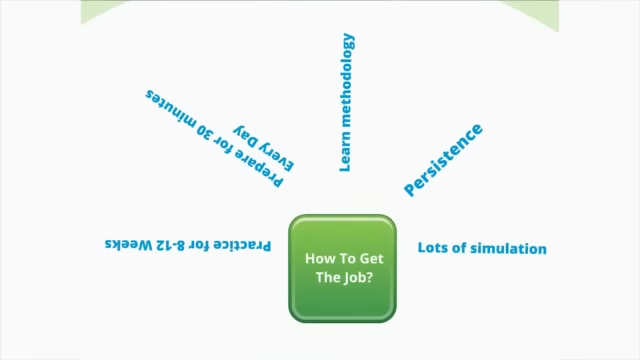 Learn methodology
Prepare for 30 minutes
Every Day
Persistence
Practice for 8-12 Weeks
Lots of simulation
How To Get
The Job?